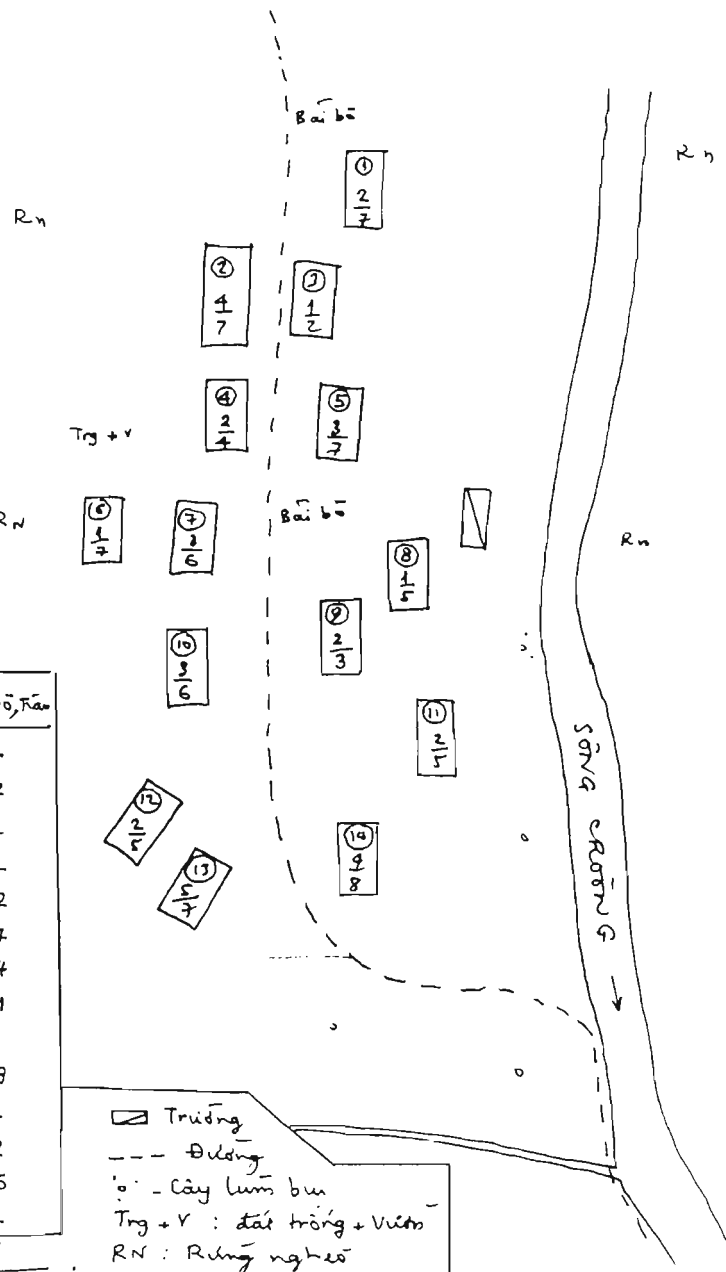 Bãi bò
Rn
①
2/7
Rn
②
4/7
③
1/2
④
2/4
⑤
3/7
Trg + V
RN
⑥
1/7
⑦
3/6
Bãi bò
⑧
1/5
Rn
⑨
2/3
⑩
3/6
⑪
2/5
SÔNG CROÔNG →
⑫
2/5
⑬
5/7
4/8
Trường
--- Đường
Cây lùm bụi
Trg + V : đất trống + Vườn
RN : Rừng nghèo